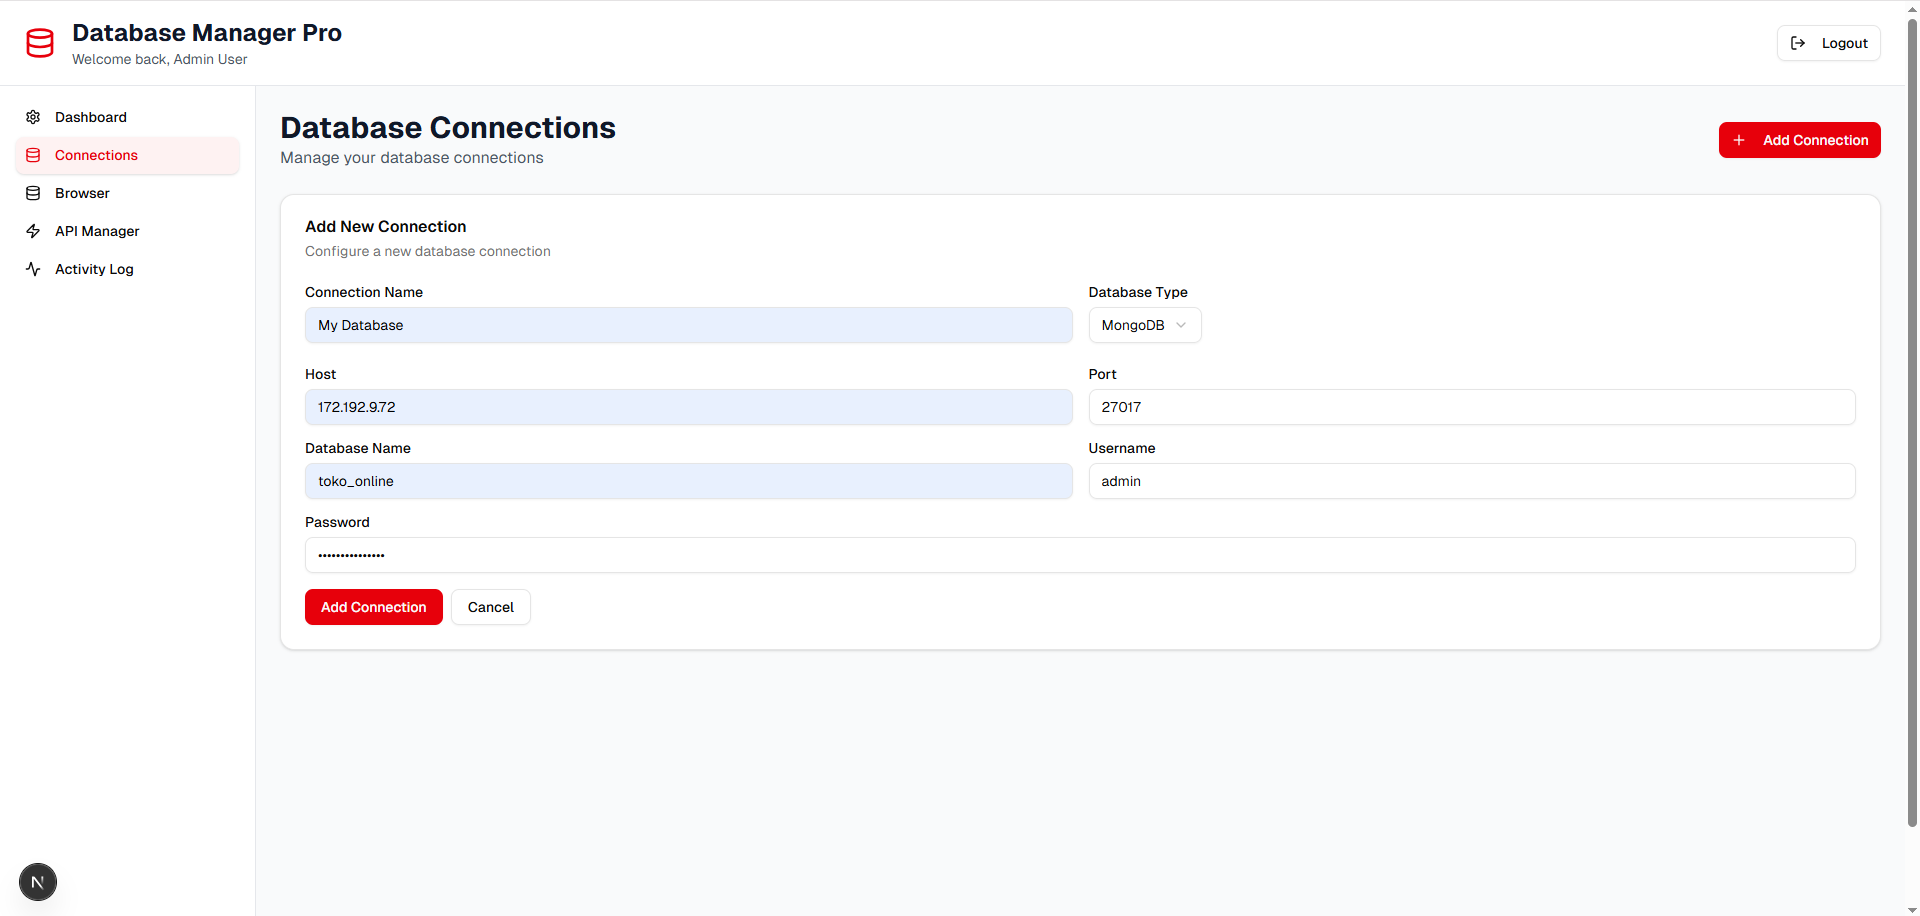 Database Manager Pro
Welcome back, Admin User
Logout
Dashboard
Connections
Browser
API Manager
Activity Log
Database Connections
Manage your database connections
Add Connection
Add New Connection
Configure a new database connection
Connection Name
My Database
Database Type
MongoDB
Host
172.192.9.72
Port
27017
Database Name
toko_online
Username
admin
Password
•••••••••••••••
Add Connection
Cancel
N